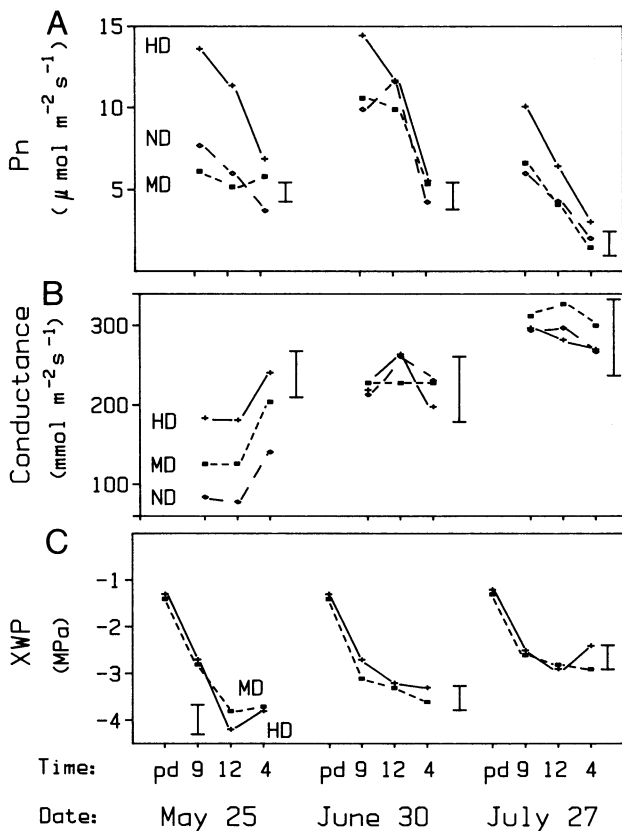 A
15
10
5
Pn
(μ mol m⁻² s⁻¹)
HD
ND
MD
B
300
200
100
Conductance
(mmol m⁻²s⁻¹)
HD
MD
ND
C
-1
-2
-3
-4
XWP
(MPa)
MD
HD
Time: pd 9 12 4 pd 9 12 4 pd 9 12 4
Date: May 25 June 30 July 27